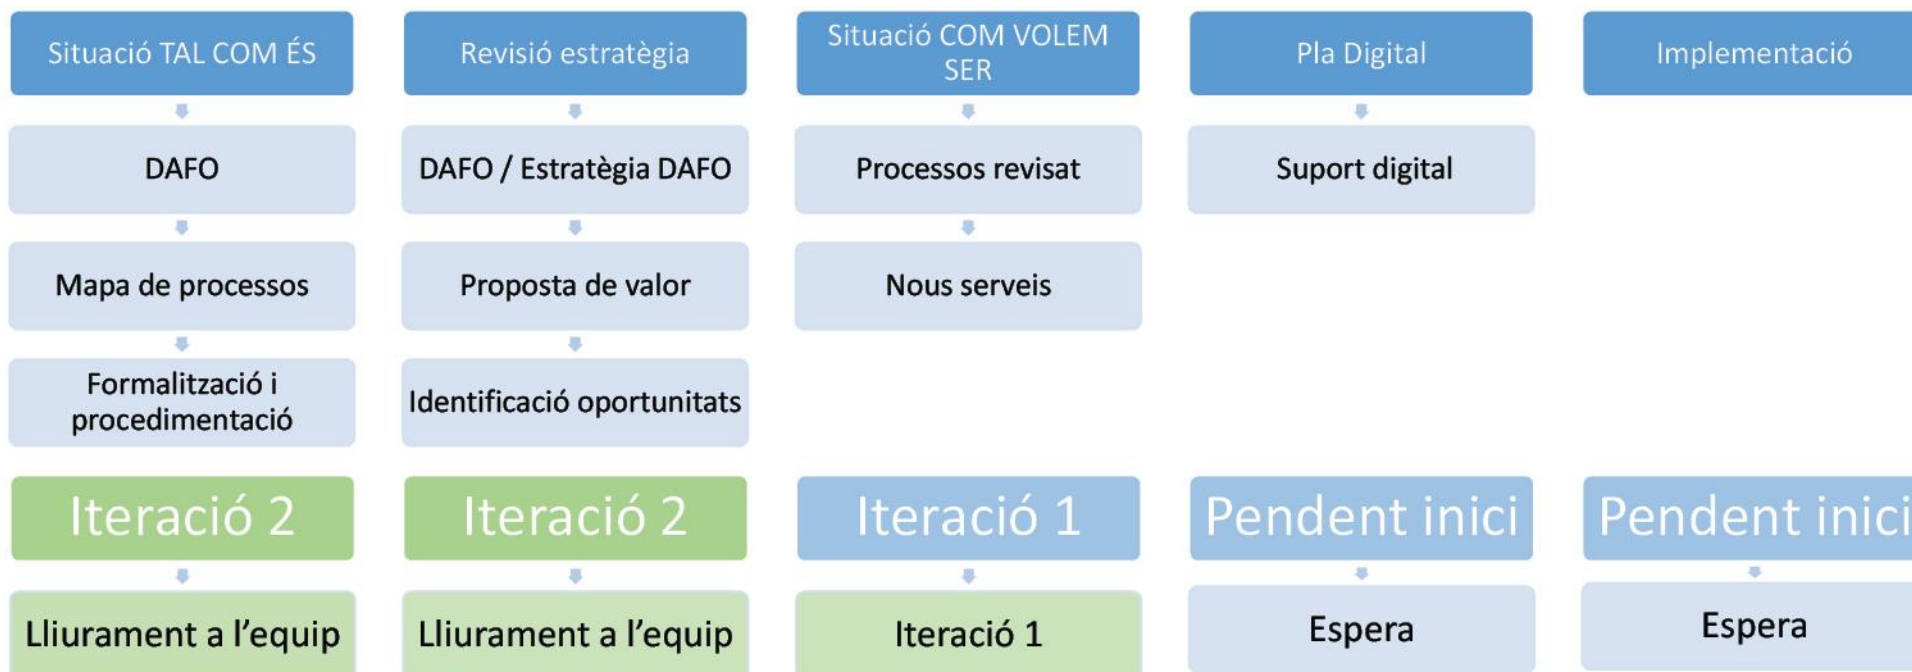 Situació TAL COM ÉS
DAFO
Mapa de processos
Formalització i
procedimentació
Revisió estratègia
DAFO / Estratègia DAFO
Proposta de valor
Identificació oportunitats
Situació COM VOLEM
SER
Processos revisat
Nous serveis
Pla Digital
Suport digital
Implementació
Iteració 2
Lliurament a l’equip
Iteració 2
Lliurament a l’equip
Iteració 1
Iteració 1
Pendent inici
Espera
Pendent inici
Espera